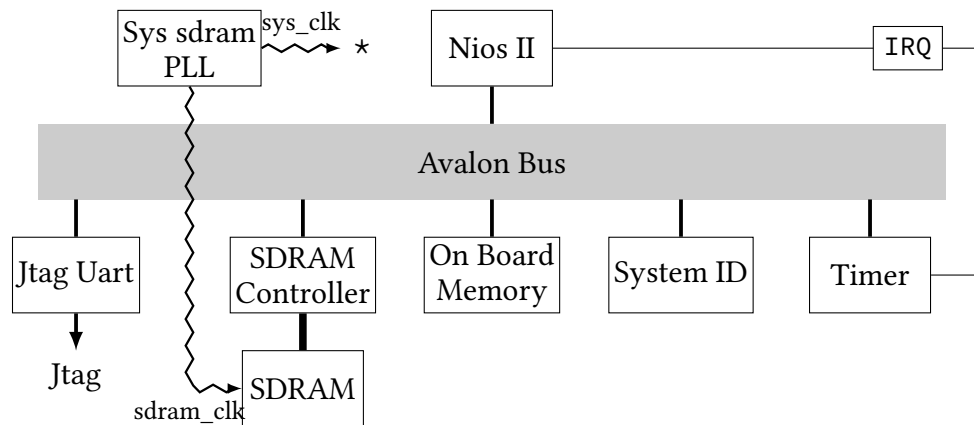 Sys sdram
PLL
sys_clk
*
Nios II
IRQ
Avalon Bus
Jtag Uart
SDRAM
Controller
On Board
Memory
System ID
Timer
Jtag
SDRAM
sdram_clk